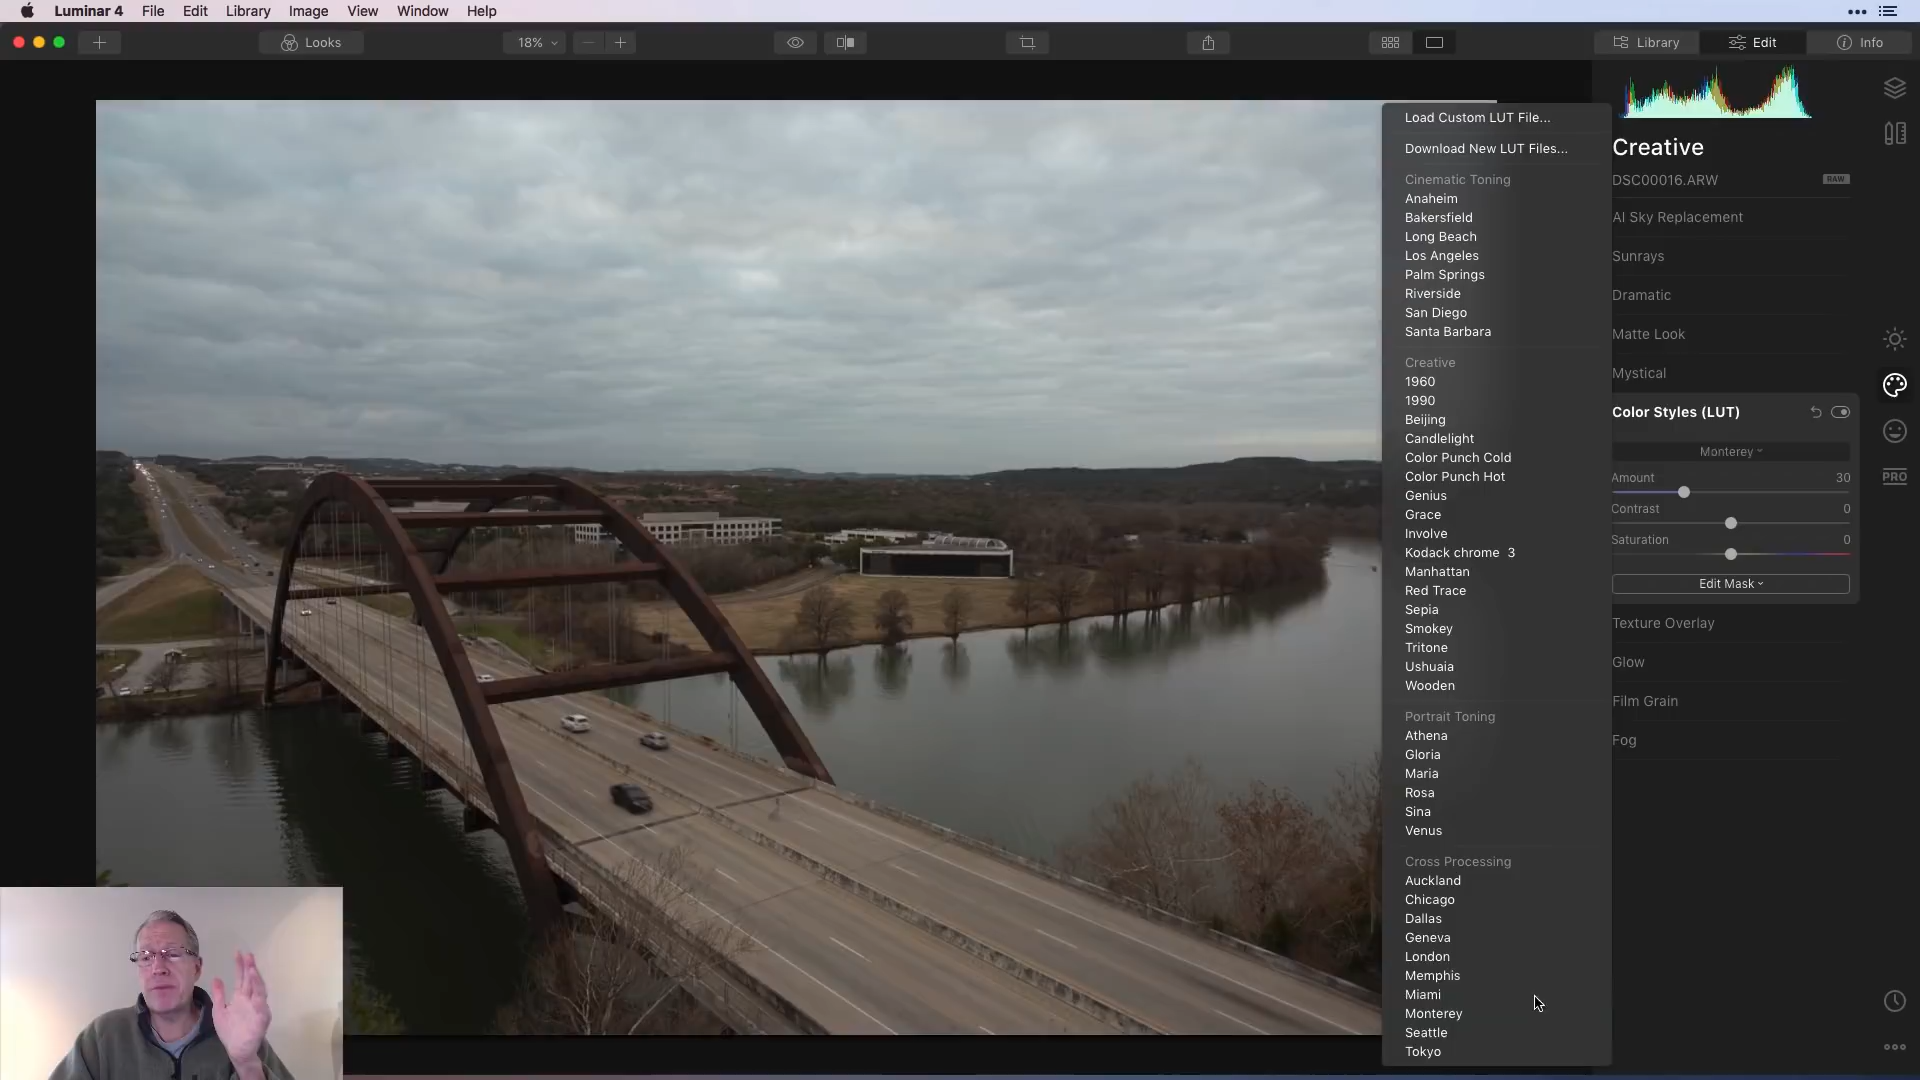 Luminar 4 File Edit Library Image View Window Help
Looks 18% Library Edit Info
Load Custom LUT File...
Download New LUT Files...
Cinematic Toning
Anaheim
Bakersfield
Long Beach
Los Angeles
Palm Springs
Riverside
San Diego
Santa Barbara
Creative
1960
1990
Beijing
Candlelight
Color Punch Cold
Color Punch Hot
Genius
Grace
Involve
Kodack chrome 3
Manhattan
Red Trace
Sepia
Smokey
Tritone
Ushuaia
Wooden
Portrait Toning
Athena
Gloria
Maria
Rosa
Sina
Venus
Cross Processing
Auckland
Chicago
Dallas
Geneva
London
Memphis
Miami
Monterey
Seattle
Tokyo
Creative
DSC00016.ARW RAW
AI Sky Replacement
Sunrays
Dramatic
Matte Look
Mystical
Color Styles (LUT)
Monterey
Amount 30
Contrast 0
Saturation 0
Edit Mask
Texture Overlay
Glow
Film Grain
Fog
PRO